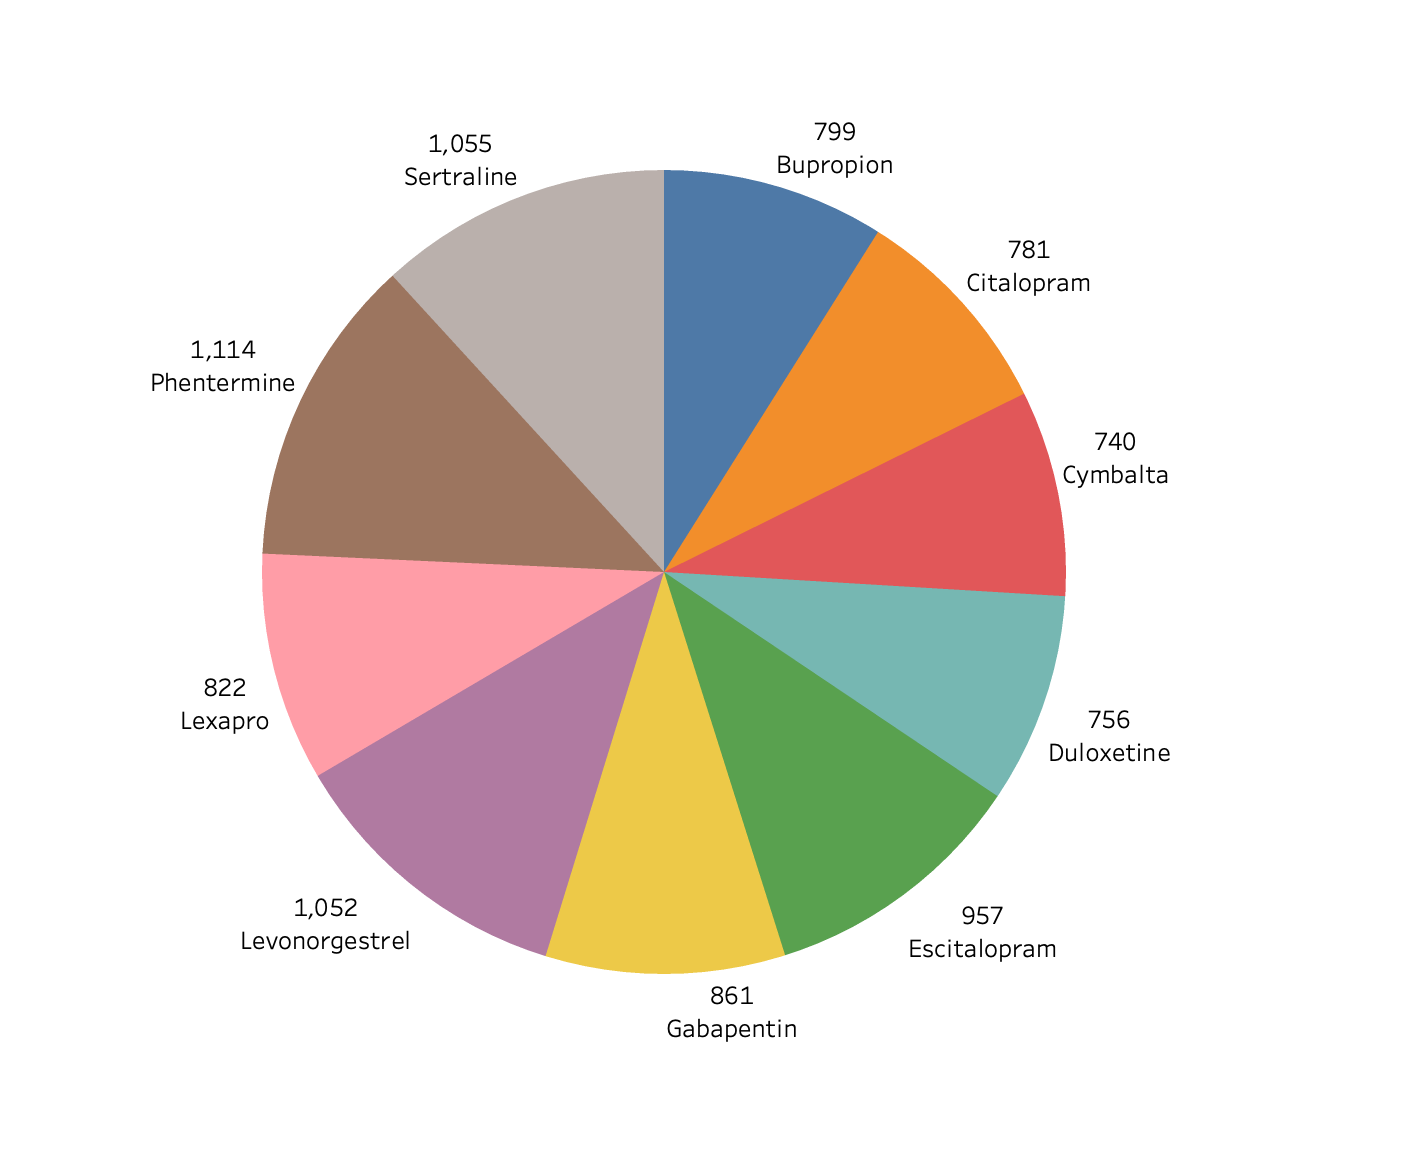 799
Bupropion
781
Citalopram
740
Cymbalta
756
Duloxetine
957
Escitalopram
861
Gabapentin
1,052
Levonorgestrel
822
Lexapro
1,114
Phentermine
1,055
Sertraline